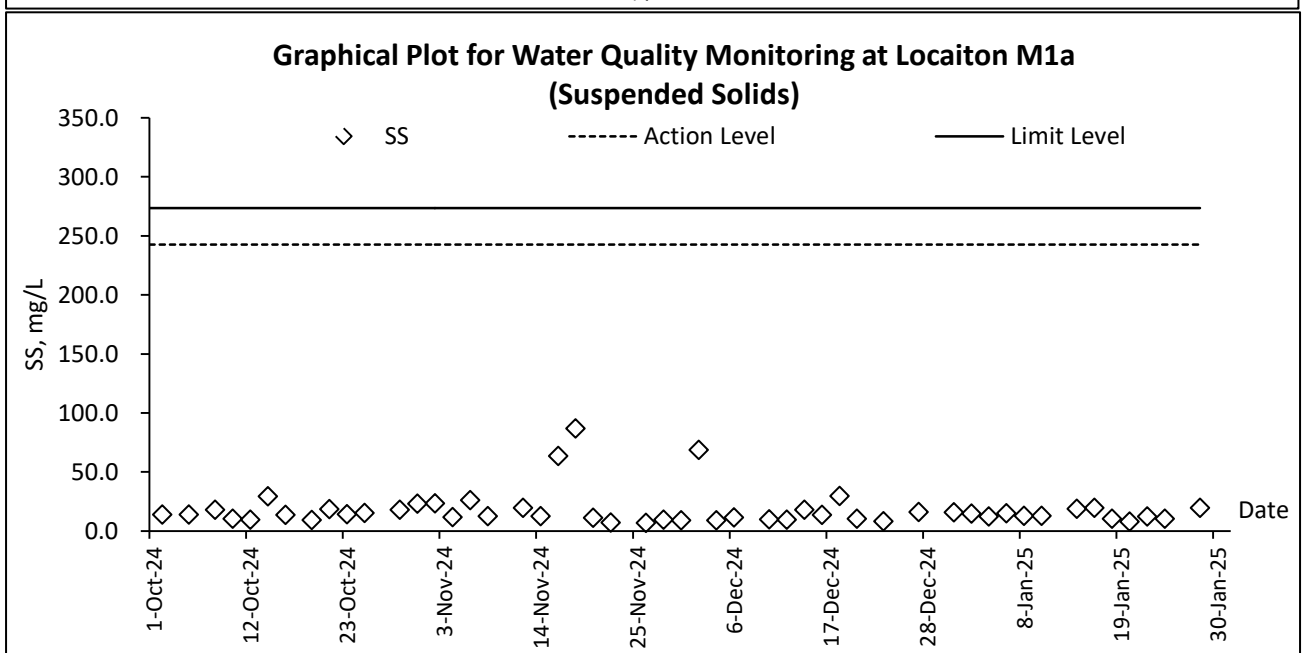 Graphical Plot for Water Quality Monitoring at Locaiton M1a
(Suspended Solids)
SS
Action Level
Limit Level
350.0
300.0
250.0
200.0
150.0
100.0
50.0
0.0
SS, mg/L
Date
1-Oct-24
12-Oct-24
23-Oct-24
3-Nov-24
14-Nov-24
25-Nov-24
6-Dec-24
17-Dec-24
28-Dec-24
8-Jan-25
19-Jan-25
30-Jan-25